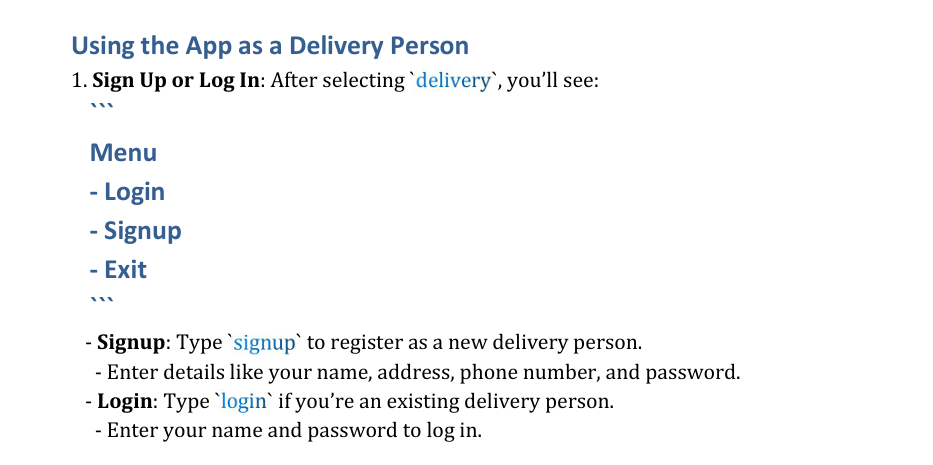 Using the App as a Delivery Person
1. Sign Up or Log In: After selecting `delivery`, you’ll see:
```
Menu
- Login
- Signup
- Exit
```
- Signup: Type `signup` to register as a new delivery person.
- Enter details like your name, address, phone number, and password.
- Login: Type `login` if you’re an existing delivery person.
- Enter your name and password to log in.